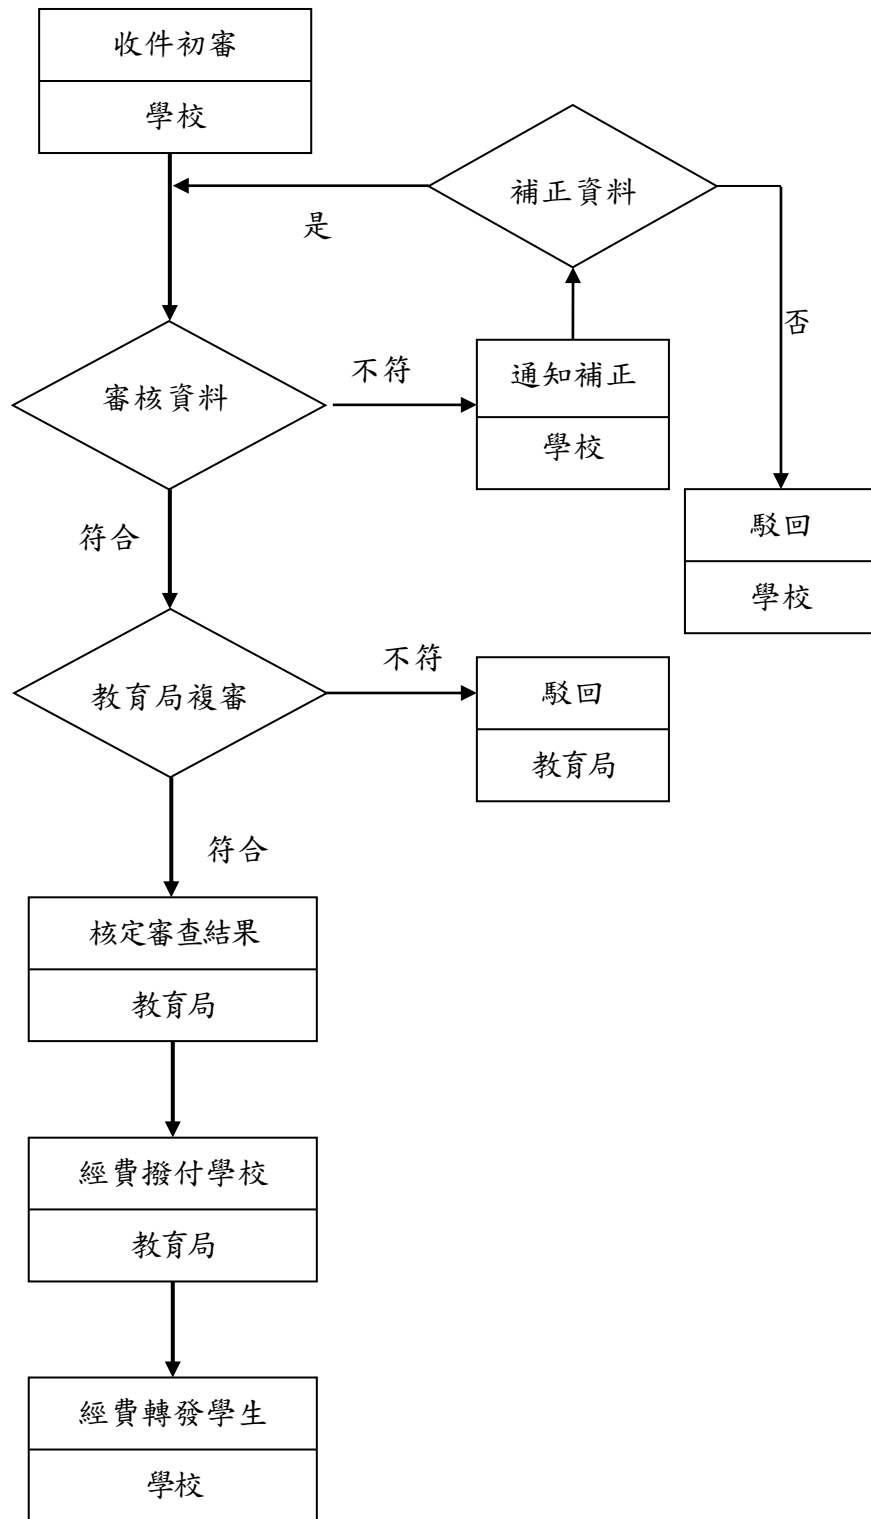 收件初審
學校
補正資料
是
否
不符
通知補正
審核資料
學校
駁回
符合
學校
不符
教育局複審
駁回
教育局
符合
核定審查結果
教育局
經費撥付學校
教育局
經費轉發學生
學校